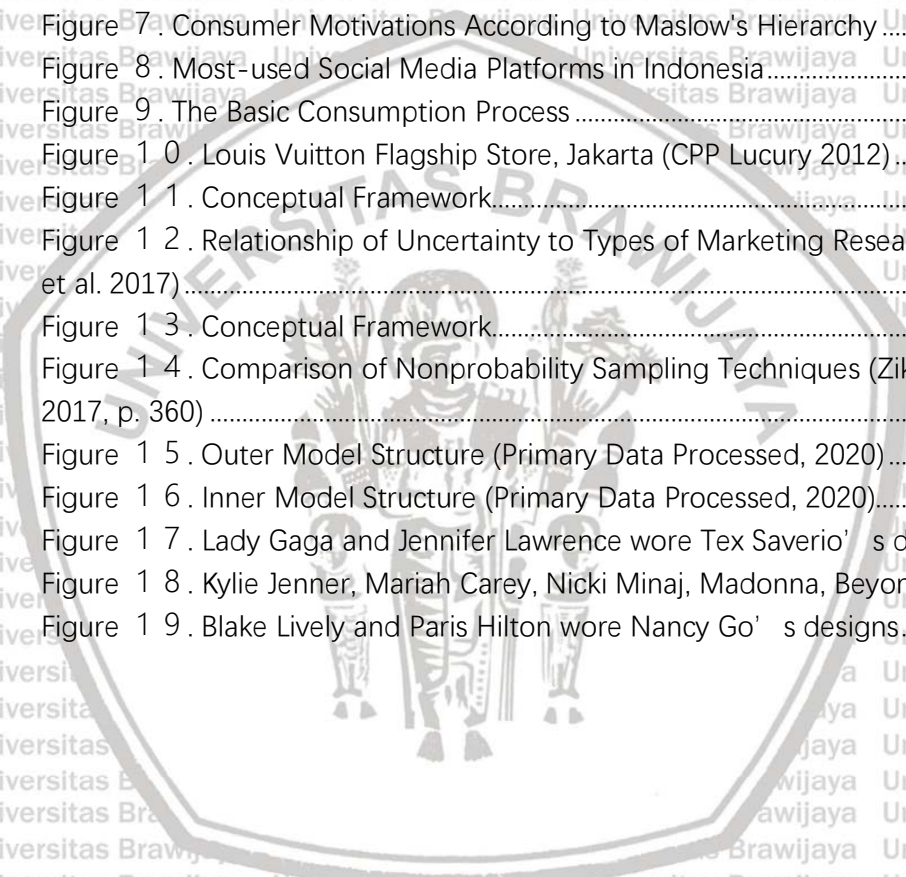 Figure 7. Consumer Motivations According to Maslow's Hierarchy ....
Figure 8. Most-used Social Media Platforms in Indonesia....................
Figure 9. The Basic Consumption Process ............................................
Figure 10. Louis Vuitton Flagship Store, Jakarta (CPP Lucury 2012) ..
Figure 11. Conceptual Framework..........................................................
Figure 12. Relationship of Uncertainty to Types of Marketing Resea
et al. 2017) ................................................................................
Figure 13. Conceptual Framework..........................................................
Figure 14. Comparison of Nonprobability Sampling Techniques (Zik
2017, p. 360) .............................................................................
Figure 15. Outer Model Structure (Primary Data Processed, 2020) ...
Figure 16. Inner Model Structure (Primary Data Processed, 2020).....
Figure 17. Lady Gaga and Jennifer Lawrence wore Tex Saverio’s d
Figure 18. Kylie Jenner, Mariah Carey, Nicki Minaj, Madonna, Beyon
Figure 19. Blake Lively and Paris Hilton wore Nancy Go’s designs.
UNIVERSITAS BRAWIJAYA